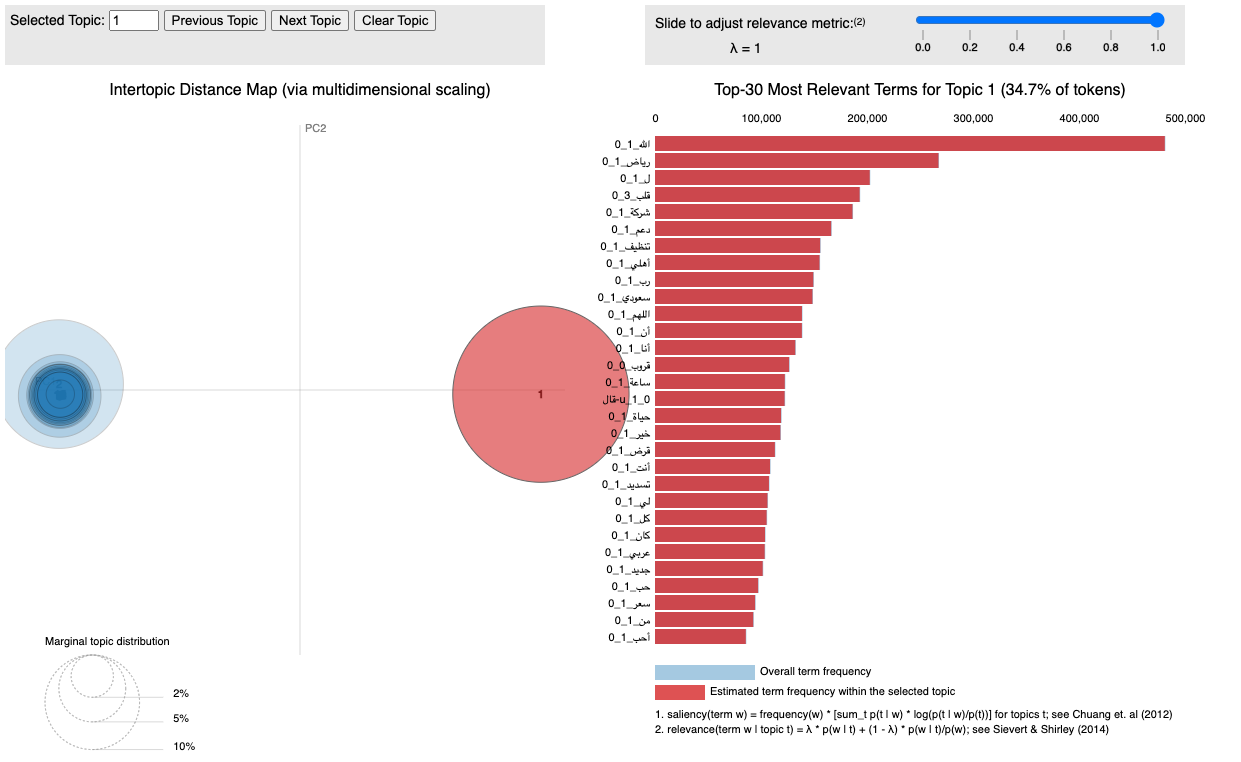 Selected Topic: 1 Previous Topic Next Topic Clear Topic
Slide to adjust relevance metric:(2)
λ = 1
0.0 0.2 0.4 0.6 0.8 1.0
Intertopic Distance Map (via multidimensional scaling)
PC2
1
2
Marginal topic distribution
2%
5%
10%
Top-30 Most Relevant Terms for Topic 1 (34.7% of tokens)
0 100,000 200,000 300,000 400,000 500,000
الله_1_0
رياض_1_0
ل_1_0
قلب_3_0
شركة_1_0
دعم_1_0
تنظيف_1_0
أهلي_1_0
رب_1_0
سعودي_1_0
اللهم_1_0
أن_1_0
أنا_1_0
قروب_0_0
ساعة_1_0
قال-u_1_0
حياة_1_0
خير_1_0
قرض_1_0
أنت_1_0
تسديد_1_0
لي_1_0
كل_1_0
كان_1_0
عربي_1_0
جديد_1_0
حب_1_0
سعر_1_0
من_1_0
أحب_1_0
Overall term frequency
Estimated term frequency within the selected topic
1. saliency(term w) = frequency(w) * [sum_t p(t | w) * log(p(t | w)/p(t))] for topics t; see Chuang et. al (2012)
2. relevance(term w | topic t) = λ * p(w | t) + (1 - λ) * p(w | t)/p(w); see Sievert & Shirley (2014)